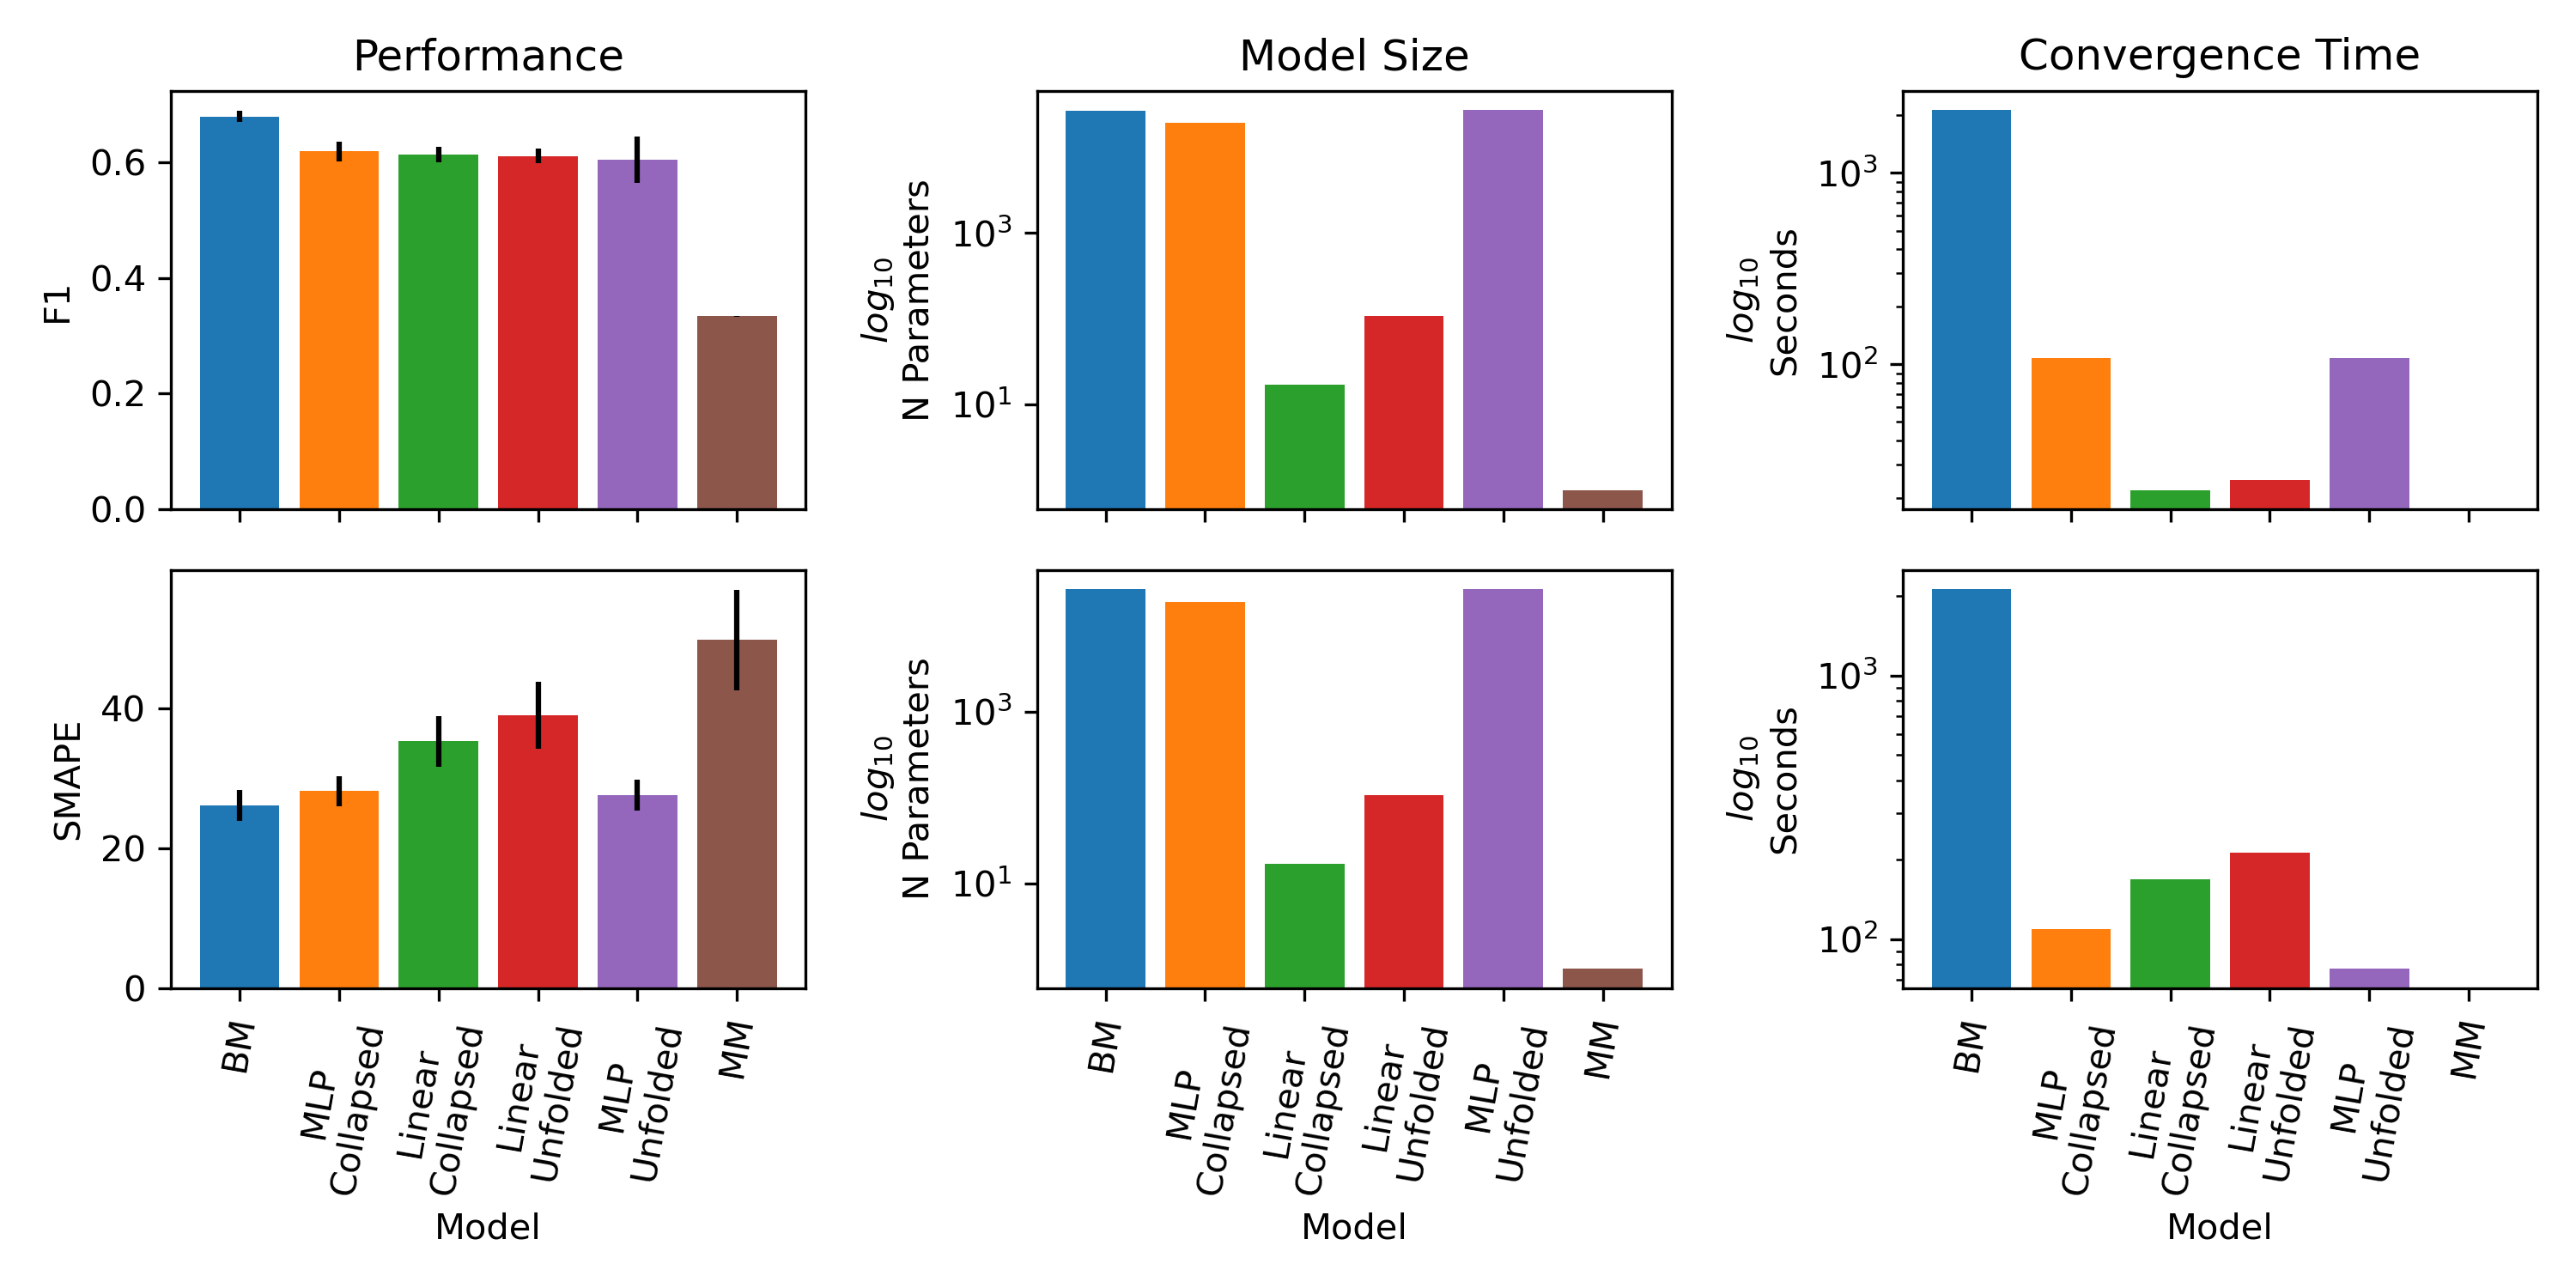 Performance
Model Size
Convergence Time
F1
0.6
0.4
0.2
0.0
log10
N Parameters
10^3
10^1
log10
Seconds
10^3
10^2
SMAPE
40
20
0
log10
N Parameters
10^3
10^1
log10
Seconds
10^3
10^2
BM
MLP
Collapsed
Linear
Collapsed
Linear
Unfolded
MLP
Unfolded
MM
BM
MLP
Collapsed
Linear
Collapsed
Linear
Unfolded
MLP
Unfolded
MM
BM
MLP
Collapsed
Linear
Collapsed
Linear
Unfolded
MLP
Unfolded
MM
Model
Model
Model